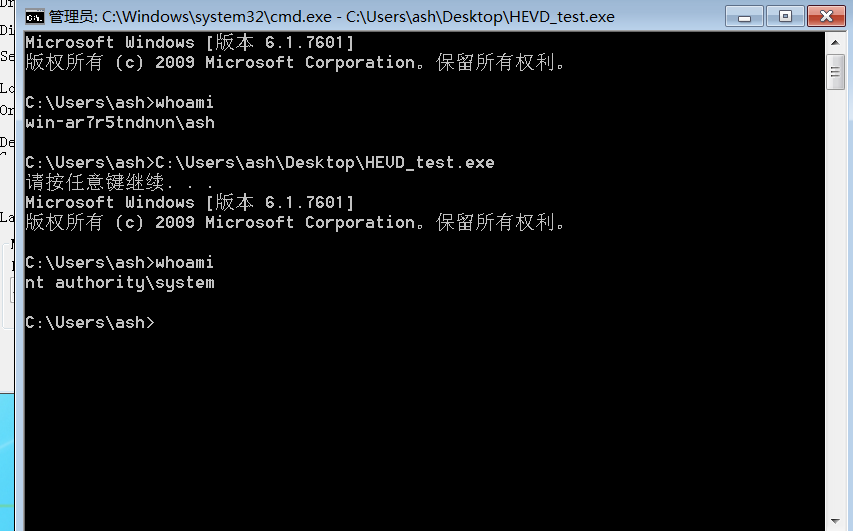 管理员: C:\Windows\system32\cmd.exe - C:\Users\ash\Desktop\HEVD_test.exe
Microsoft Windows [版本 6.1.7601]
版权所有 (c) 2009 Microsoft Corporation。保留所有权利。
C:\Users\ash>whoami
win-ar7r5tndnvn\ash
C:\Users\ash>C:\Users\ash\Desktop\HEVD_test.exe
请按任意键继续. . .
Microsoft Windows [版本 6.1.7601]
版权所有 (c) 2009 Microsoft Corporation。保留所有权利。
C:\Users\ash>whoami
nt authority\system
C:\Users\ash>